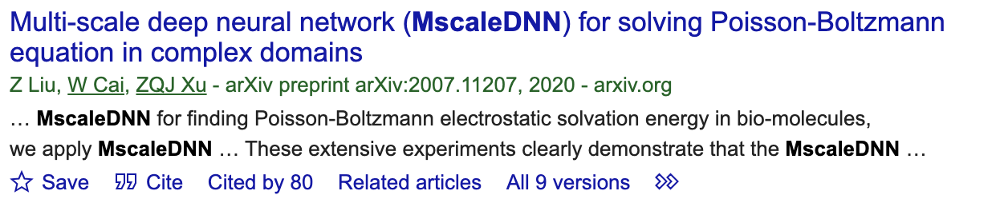 Multi-scale deep neural network (MscaleDNN) for solving Poisson-Boltzmann
equation in complex domains
Z Liu, W Cai, ZQJ Xu - arXiv preprint arXiv:2007.11207, 2020 - arxiv.org
… MscaleDNN for finding Poisson-Boltzmann electrostatic solvation energy in bio-molecules,
we apply MscaleDNN … These extensive experiments clearly demonstrate that the MscaleDNN …
Save Cite Cited by 80 Related articles All 9 versions